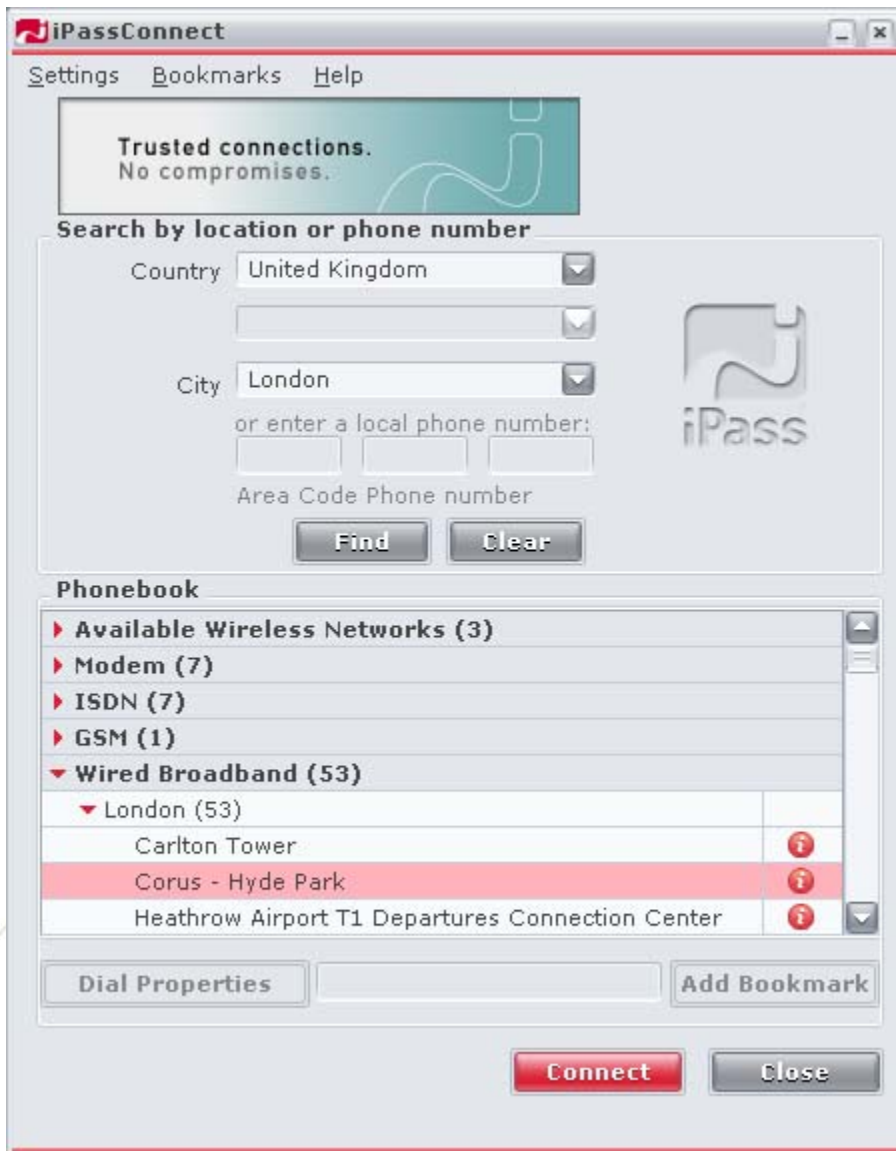 iPassConnect
Settings Bookmarks Help
Trusted connections.
No compromises.
Search by location or phone number
Country United Kingdom
City London
or enter a local phone number:
Area Code Phone number
iPass
Find Clear
Phonebook
Available Wireless Networks (3)
Modem (7)
ISDN (7)
GSM (1)
Wired Broadband (53)
London (53)
Carlton Tower
Corus - Hyde Park
Heathrow Airport T1 Departures Connection Center
Dial Properties Add Bookmark
Connect Close